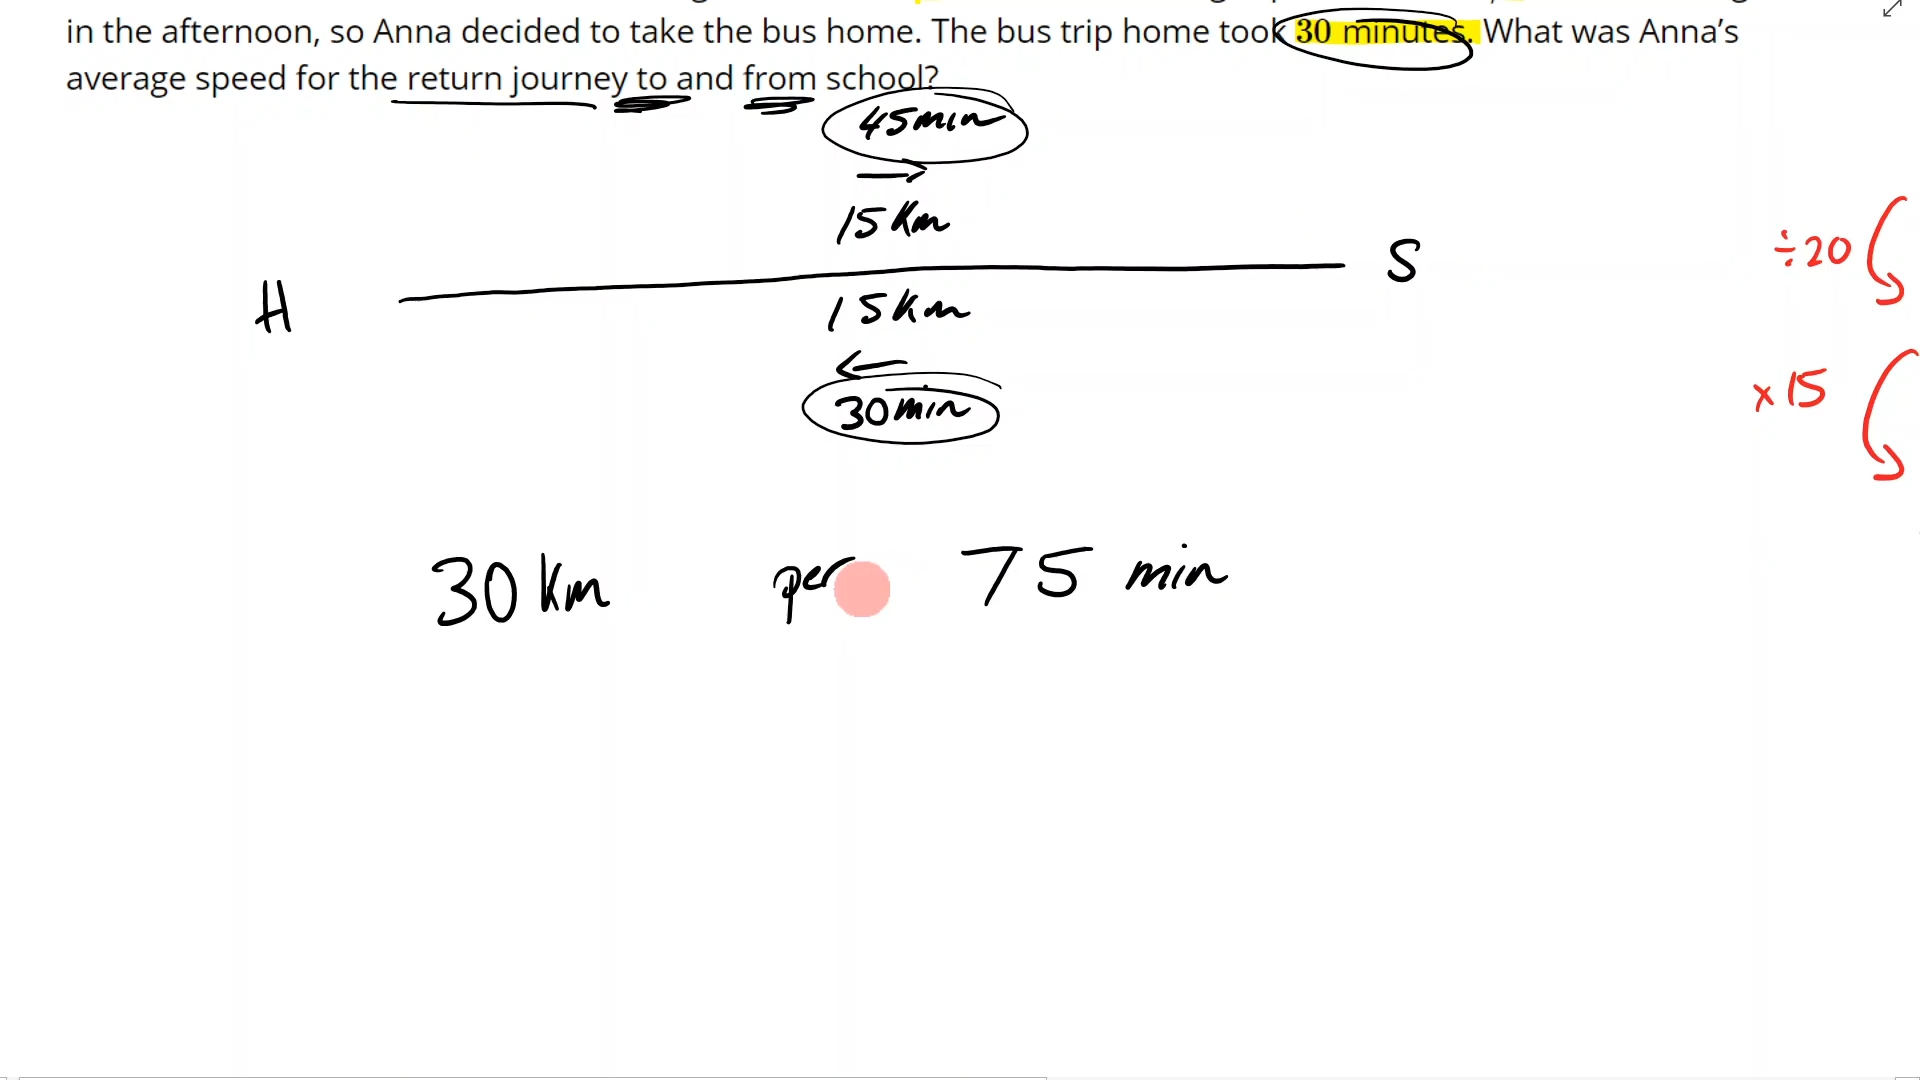 in the afternoon, so Anna decided to take the bus home. The bus trip home took 30 minutes. What was Anna’s
average speed for the return journey to and from school?
45min
15 Km
÷20
S
H
15km
30min
x 15
30 km per 75 min